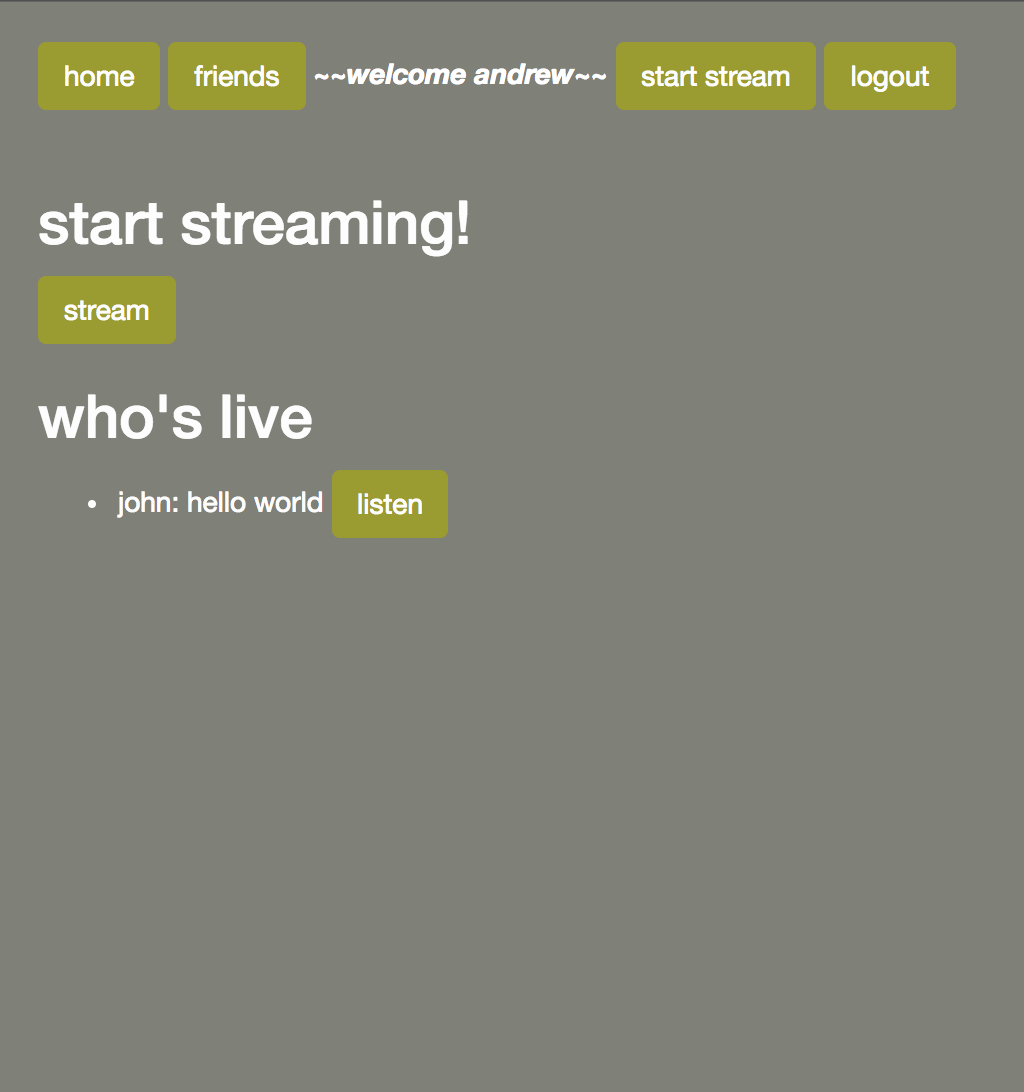 home friends ~~welcome andrew~~ start stream logout
start streaming!
stream
who's live
• john: hello world listen